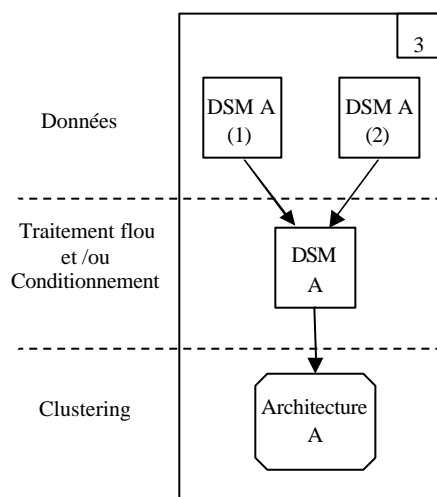 3
Données
DSM A
(1)
DSM A
(2)
Traitement flou
et /ou
Conditionnement
DSM
A
Clustering
Architecture
A